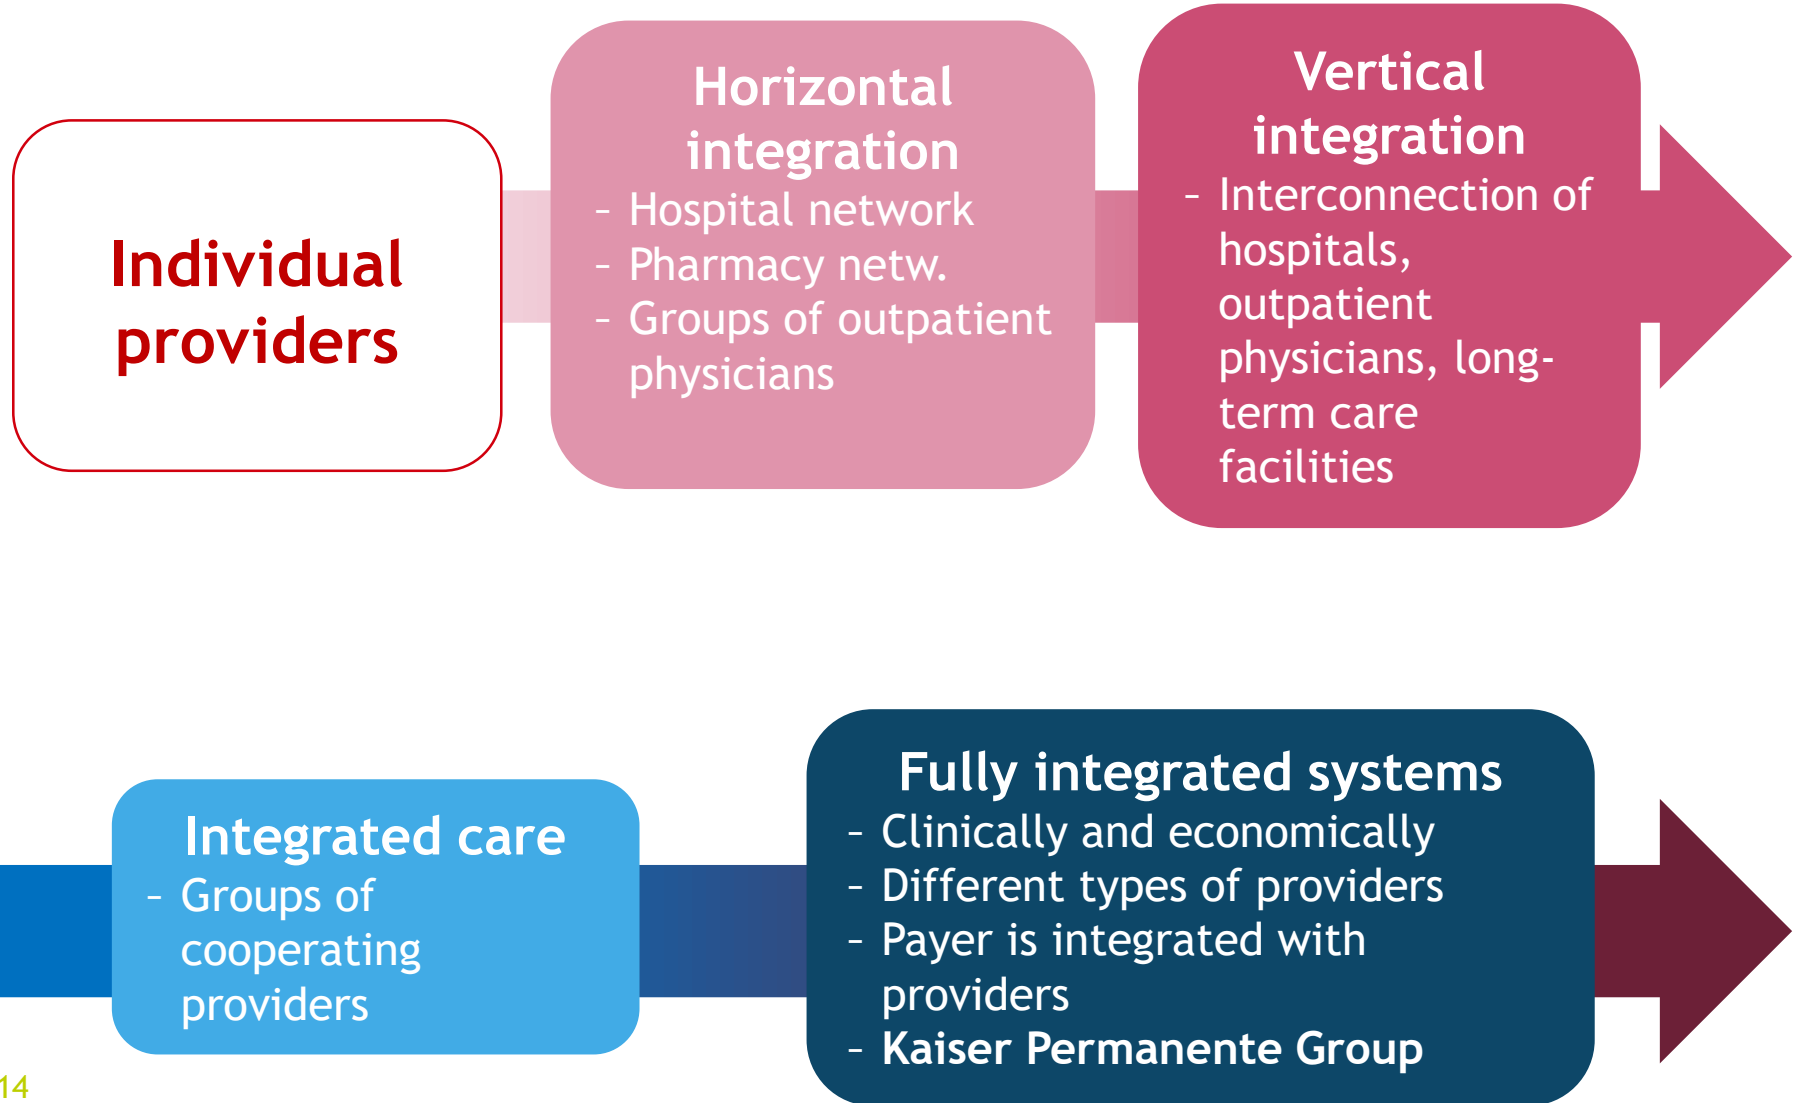 Individual
providers
Horizontal
integration
- Hospital network
- Pharmacy netw.
- Groups of outpatient
physicians
Vertical
integration
- Interconnection of
hospitals,
outpatient
physicians, long-
term care
facilities
Integrated care
- Groups of
cooperating
providers
Fully integrated systems
- Clinically and economically
- Different types of providers
- Payer is integrated with
providers
- Kaiser Permanente Group
14